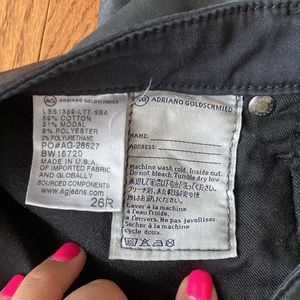 AG ADRIANO GOLDSCHMIED
LBS1389-LTT-SBA
59% COTTON
31% MODAL
8% POLYESTER
2% POLYURETHANE
PO#AG-28527
BW16720
MADE IN U.S.A.
OF IMPORTED FABRIC
AND GLOBALLY
SOURCED COMPONENTS
www.agjeans.com
26R
AG ADRIANO GOLDSCHMIED
NAME:
ADDRESS:
Machine wash cold. Inside out.
Do not bleach. Tumble dry low.
Laver à la machine
à l'eau froide.
à l'envers. Ne pas javelliser.
Sécher à la machine
cycle doux.